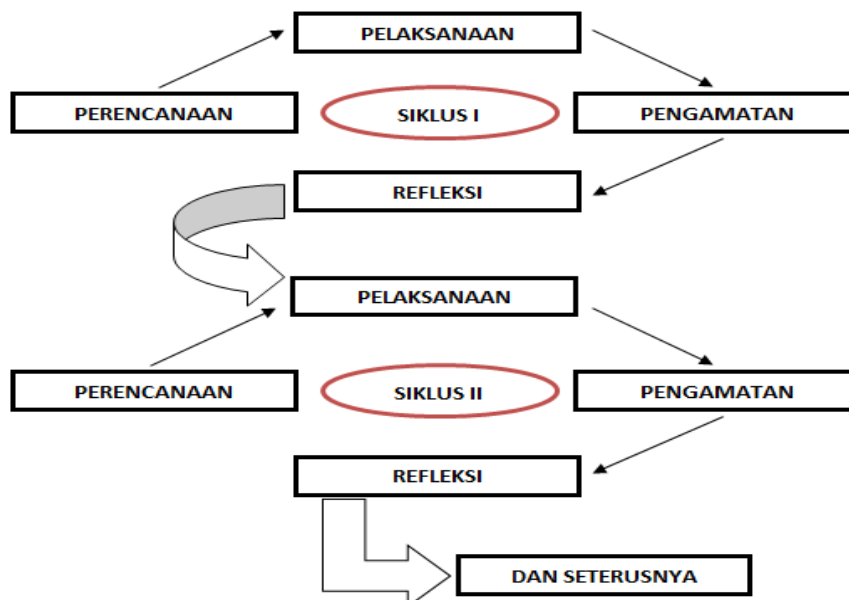 PELAKSANAAN
PERENCANAAN
SIKLUS I
PENGAMATAN
REFLEKSI
PELAKSANAAN
PERENCANAAN
SIKLUS II
PENGAMATAN
REFLEKSI
DAN SETERUSNYA